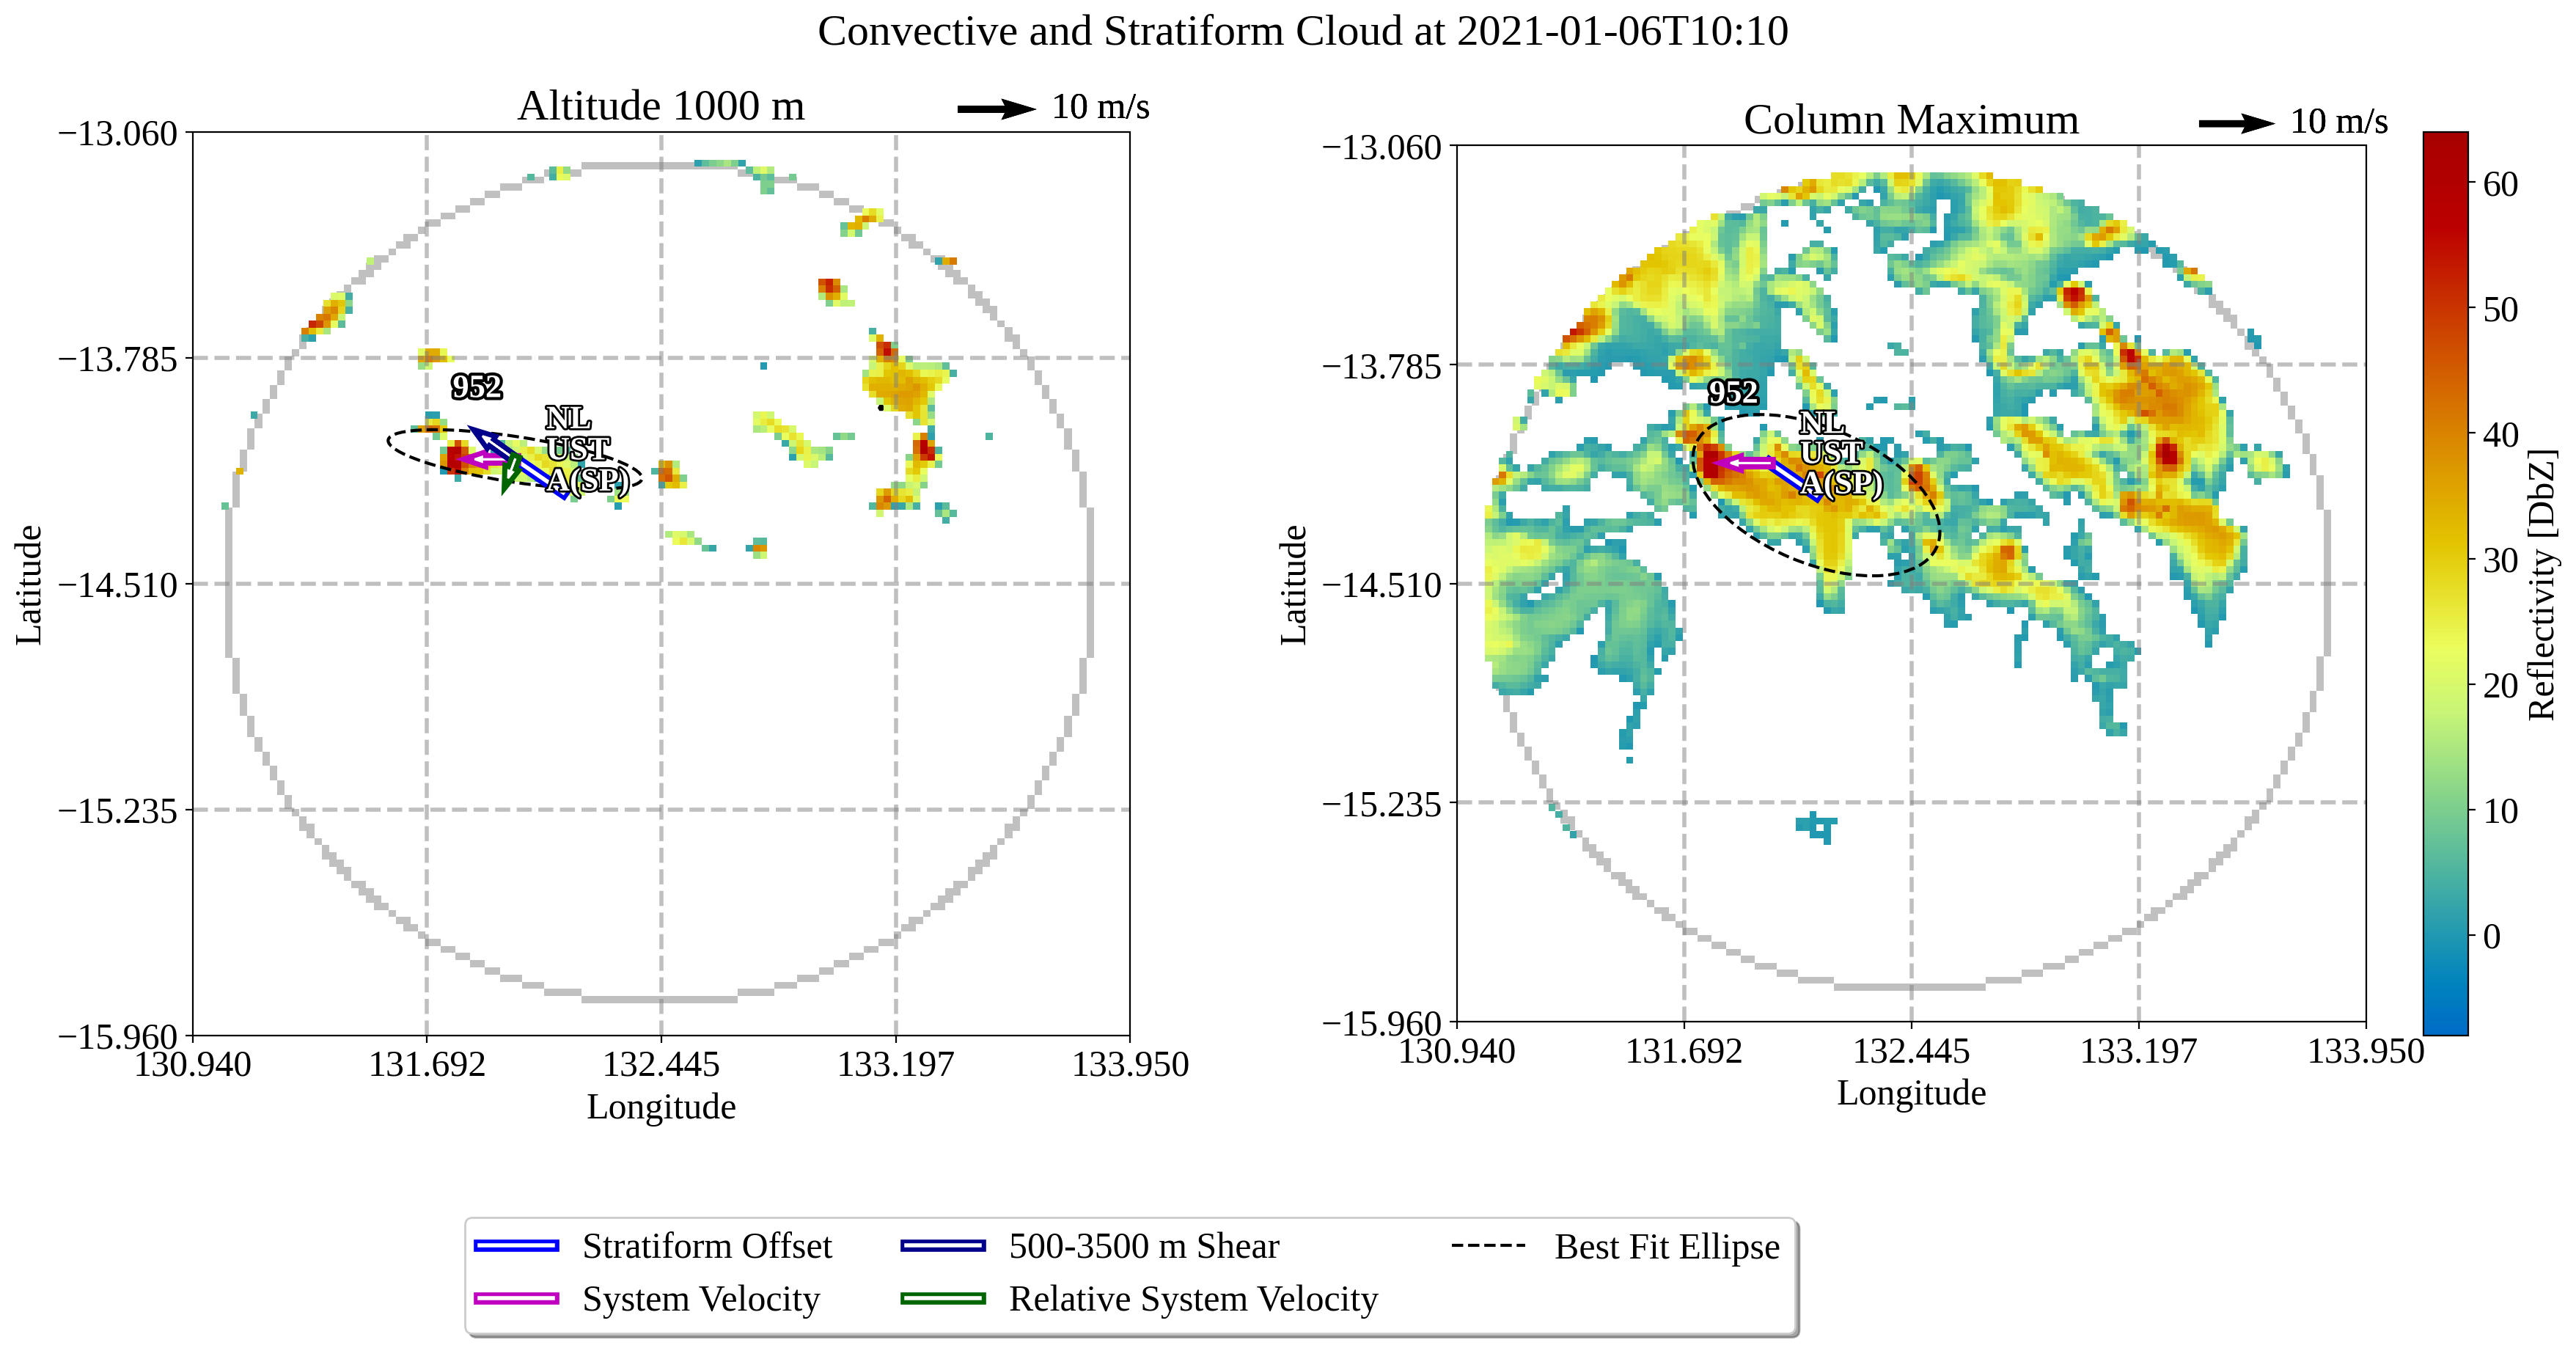 Convective and Stratiform Cloud at 2021-01-06T10:10
Altitude 1000 m
10 m/s
−13.060
−13.785
−14.510
−15.235
−15.960
130.940
131.692
132.445
133.197
133.950
Latitude
Longitude
952
NL
UST
A(SP)
Column Maximum
10 m/s
−13.060
−13.785
−14.510
−15.235
−15.960
130.940
131.692
132.445
133.197
133.950
Latitude
Longitude
952
NL
UST
A(SP)
60
50
40
30
20
10
0
Reflectivity [DbZ]
Stratiform Offset
System Velocity
500-3500 m Shear
Relative System Velocity
Best Fit Ellipse